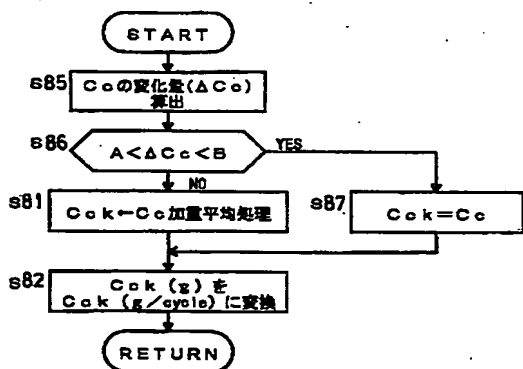 START
s85
Ccの変化量(ΔCc)
算出
s86
A<ΔCc<B
YES
NO
s81
Cck←Cc加重平均処理
s87
Cck=Cc
s82
Cck (g) を
Cck (g/cycle) に変換
RETURN